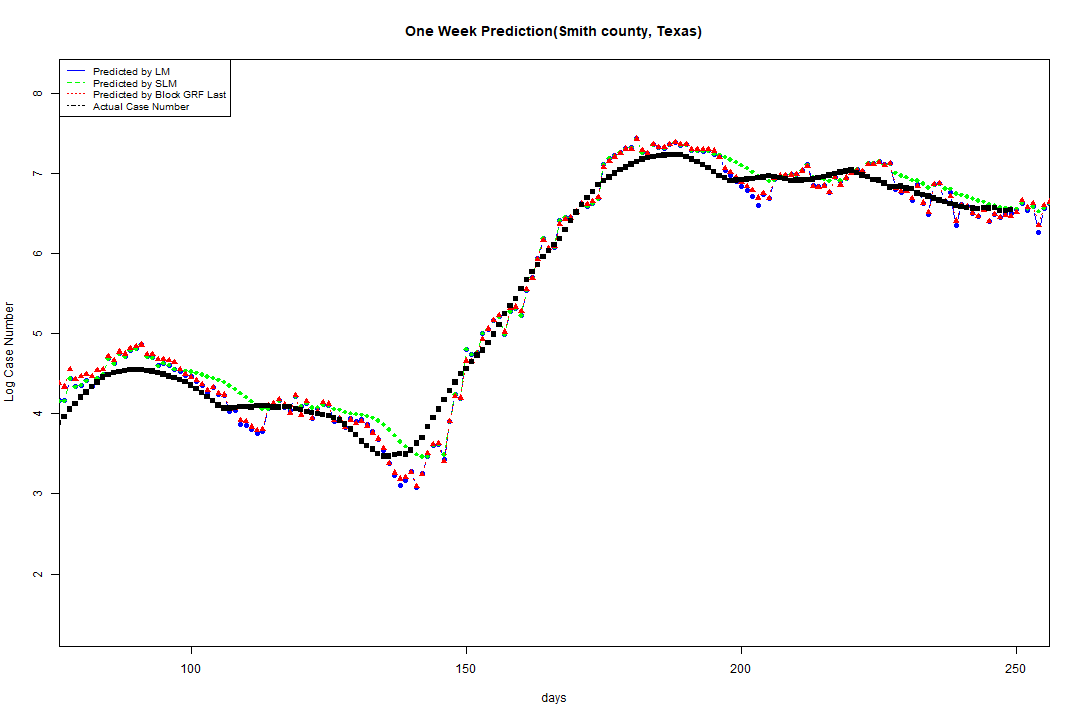 One Week Prediction(Smith county, Texas)
Predicted by LM
Predicted by SLM
Predicted by Block GRF Last
Actual Case Number
8
7
6
5
4
3
2
Log Case Number
100 150 200 250
days